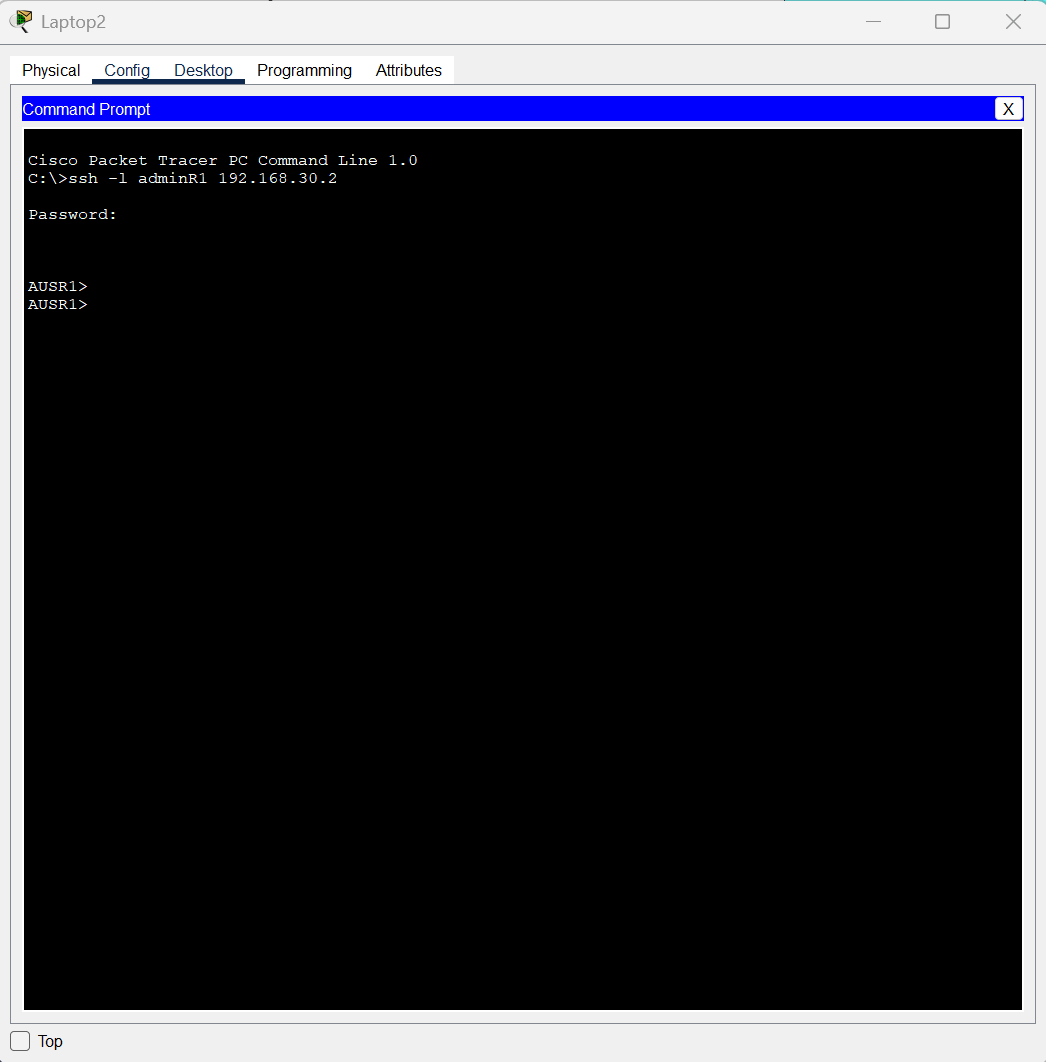 Laptop2
Physical Config Desktop Programming Attributes
Command Prompt X
Cisco Packet Tracer PC Command Line 1.0
C:\>ssh -l adminR1 192.168.30.2
Password:
AUSR1>
AUSR1>
Top